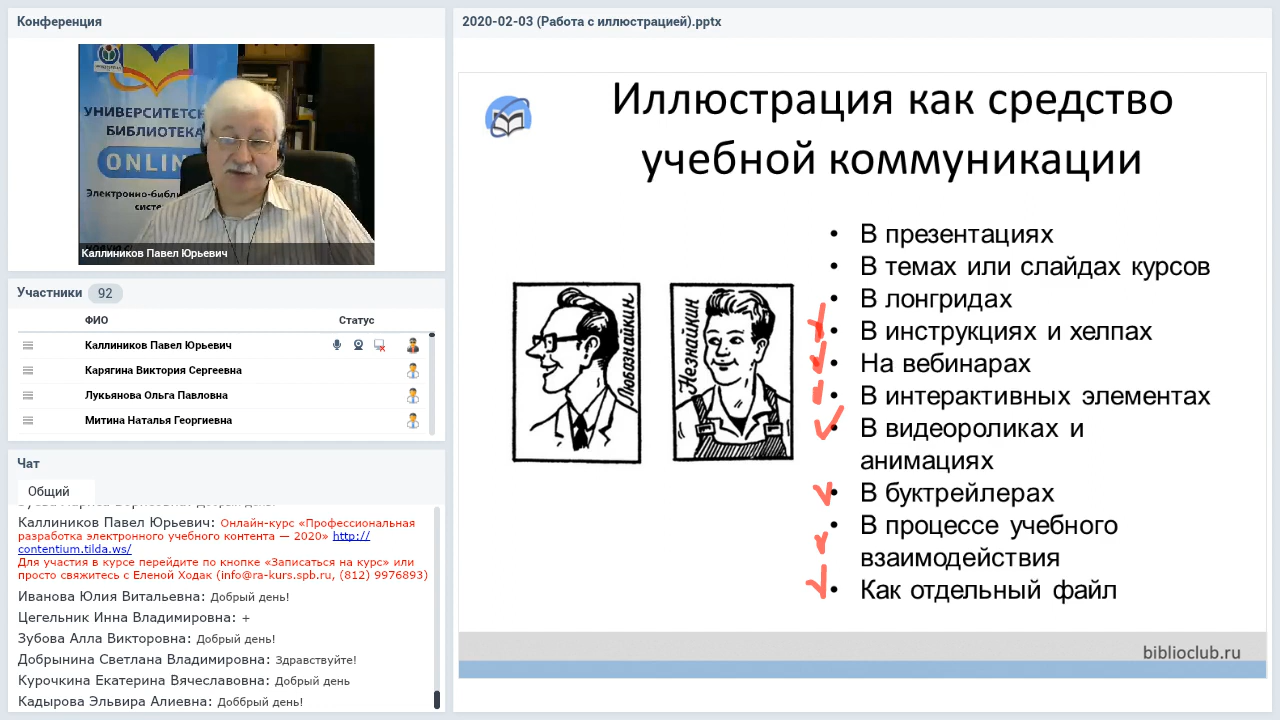 Конференция
УНИВЕРСИТЕТСК
БИБЛИОТЕКА
ONLIN
Электронно-библи
систе
Каллиников Павел Юрьевич
Участники 92
ФИО Статус
Каллиников Павел Юрьевич
Карягина Виктория Сергеевна
Лукьянова Ольга Павловна
Митина Наталья Георгиевна
Чат
Общий
Каллиников Павел Юрьевич: Онлайн-курс «Профессиональная
разработка электронного учебного контента — 2020» http://
contentium.tilda.ws/
Для участия в курсе перейдите по кнопке «Записаться на курс» или
просто свяжитесь с Еленой Ходак (info@ra-kurs.spb.ru, (812) 9976893)
Иванова Юлия Витальевна: Добрый день!
Цегельник Инна Владимировна: +
Зубова Алла Викторовна: Добрый день!
Добрынина Светлана Владимировна: Здравствуйте!
Курочкина Екатерина Вячеславовна: Добрый день
Кадырова Эльвира Алиевна: Доббрый день!
2020-02-03 (Работа с иллюстрацией).pptx
Иллюстрация как средство
учебной коммуникации
Любознайкин
Незнайкин
• В презентациях
• В темах или слайдах курсов
• В лонгридах
• В инструкциях и хелпах
• На вебинарах
• В интерактивных элементах
• В видеороликах и
анимациях
• В буктрейлерах
• В процессе учебного
взаимодействия
• Как отдельный файл
biblioclub.ru